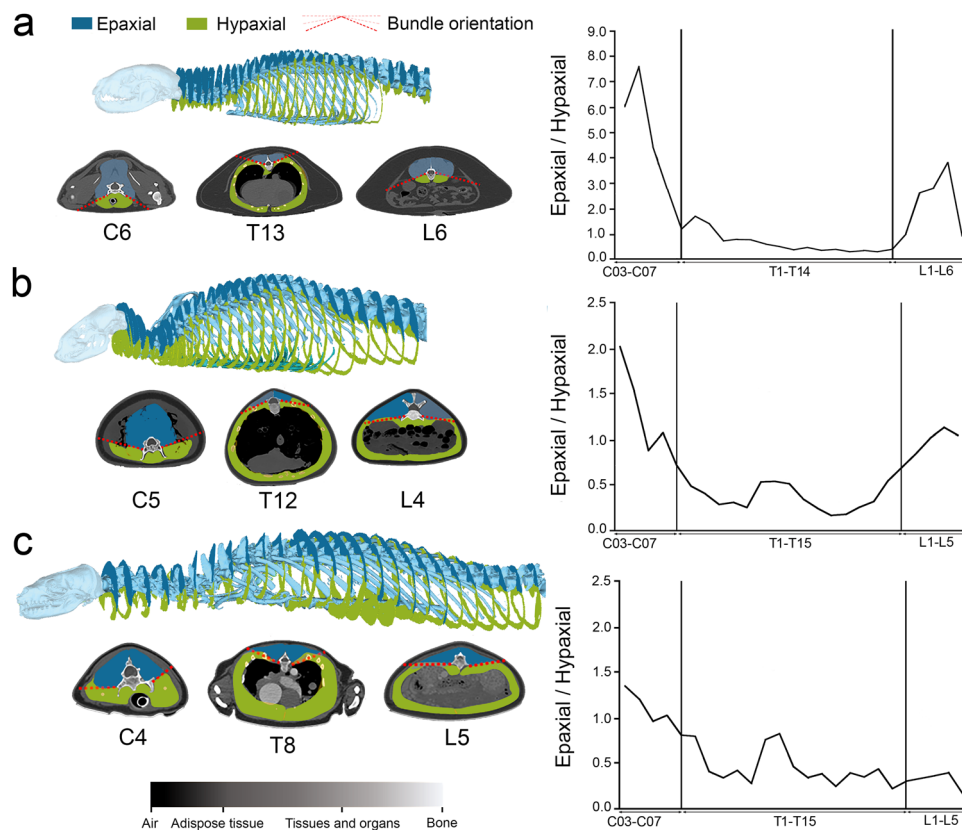 a
Epaxial
Hypaxial
Bundle orientation
C6
T13
L6
Epaxial / Hypaxial
9.0
8.0
7.0
6.0
5.0
4.0
3.0
2.0
1.0
0.0
C03-C07
T1-T14
L1-L6
b
C5
T12
L4
Epaxial / Hypaxial
2.5
2.0
1.5
1.0
0.5
0.0
C03-C07
T1-T15
L1-L5
c
C4
T8
L5
Epaxial / Hypaxial
2.5
2.0
1.5
1.0
0.5
0.0
C03-C07
T1-T15
L1-L5
Air
Adispose tissue
Tissues and organs
Bone